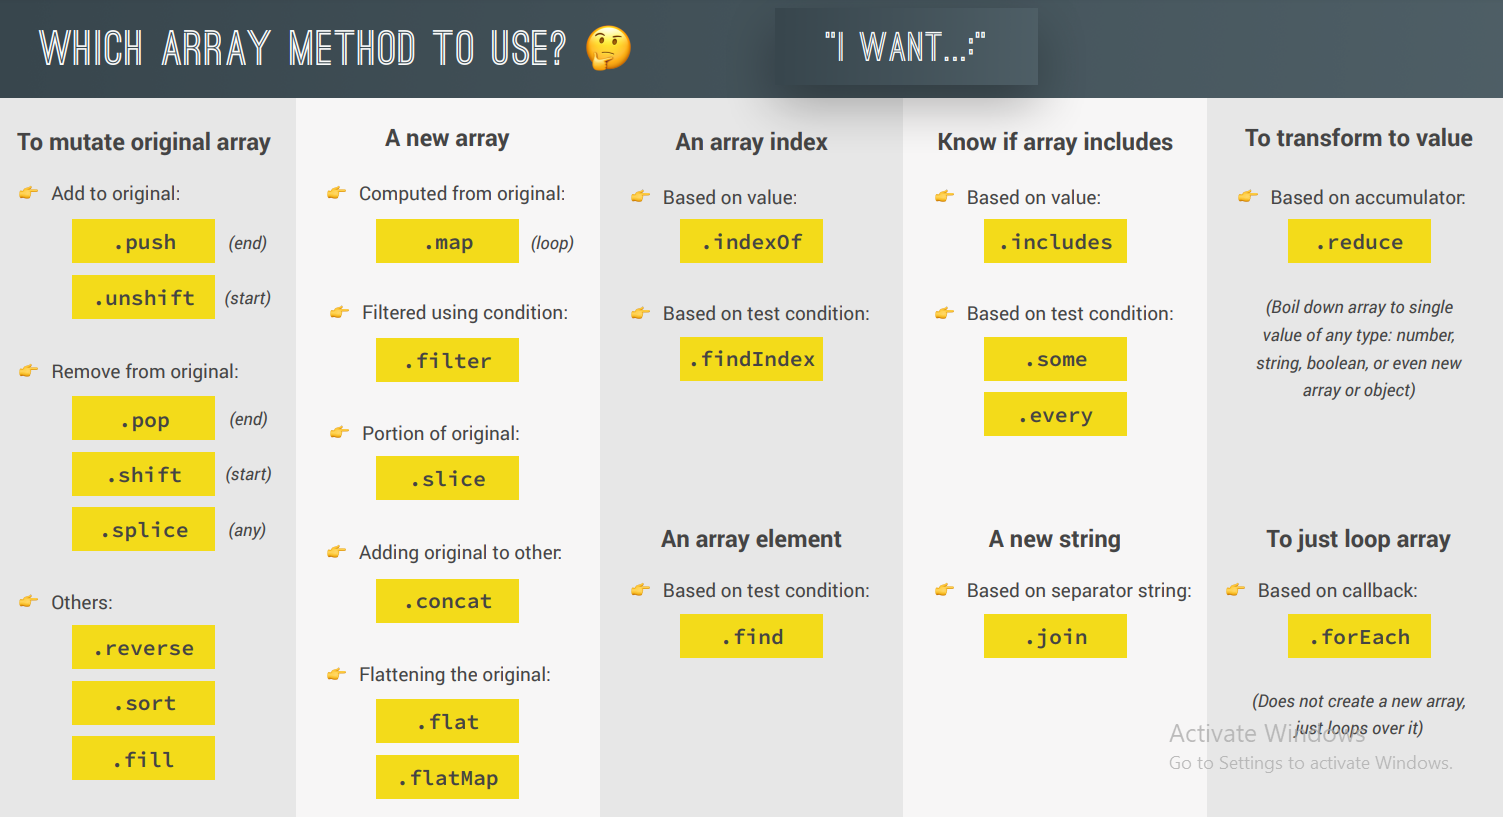 WHICH ARRAY METHOD TO USE? 🤔
"I WANT...:"
To mutate original array
👉 Add to original:
.push (end)
.unshift (start)
👉 Remove from original:
.pop (end)
.shift (start)
.splice (any)
👉 Others:
.reverse
.sort
.fill
A new array
👉 Computed from original:
.map (loop)
👉 Filtered using condition:
.filter
👉 Portion of original:
.slice
👉 Adding original to other:
.concat
👉 Flattening the original:
.flat
.flatMap
An array index
👉 Based on value:
.indexOf
👉 Based on test condition:
.findIndex
An array element
👉 Based on test condition:
.find
Know if array includes
👉 Based on value:
.includes
👉 Based on test condition:
.some
.every
A new string
👉 Based on separator string:
.join
To transform to value
👉 Based on accumulator:
.reduce
(Boil down array to single
value of any type: number,
string, boolean, or even new
array or object)
To just loop array
👉 Based on callback:
.forEach
(Does not create a new array,
just loops over it)
Activate Windows
Go to Settings to activate Windows.